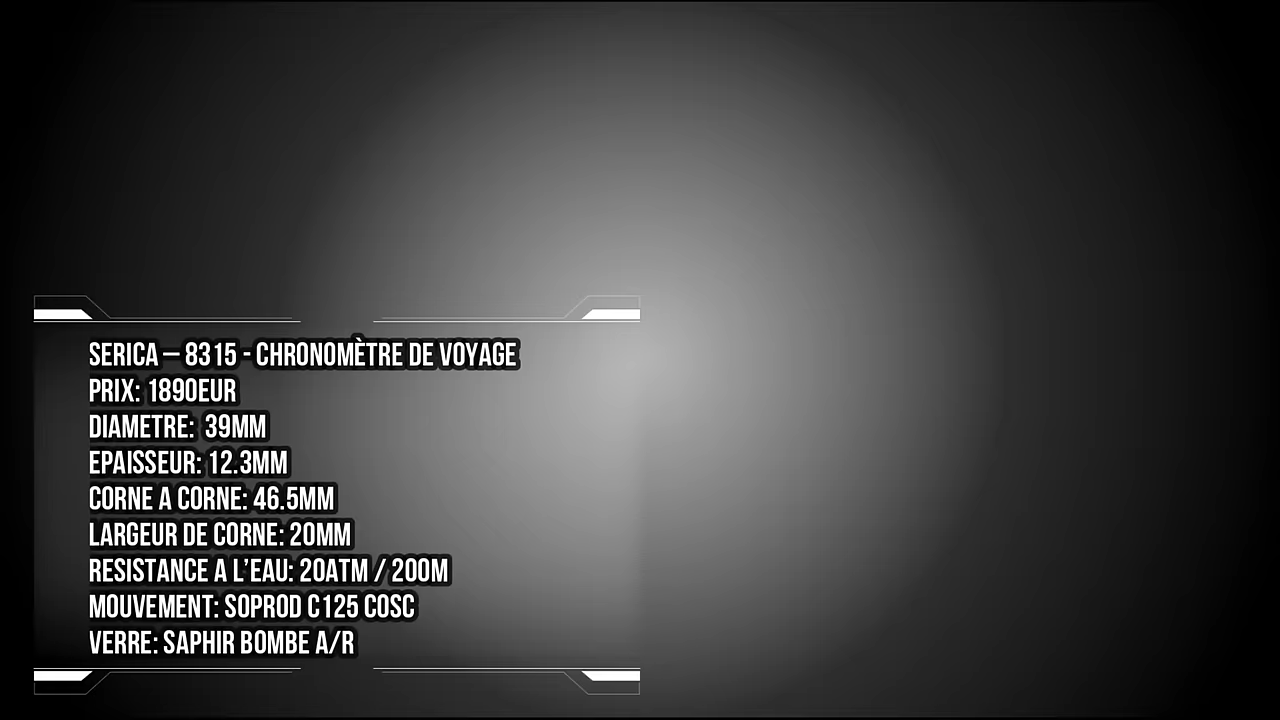 SERICA – 8315 - CHRONOMÈTRE DE VOYAGE
PRIX: 1890EUR
DIAMETRE: 39MM
EPAISSEUR: 12.3MM
CORNE A CORNE: 46.5MM
LARGEUR DE CORNE: 20MM
RESISTANCE A L’EAU: 20ATM / 200M
MOUVEMENT: SOPROD C125 COSC
VERRE: SAPHIR BOMBE A/R